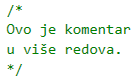 /*
Ovo je komentar
u više redova.
*/